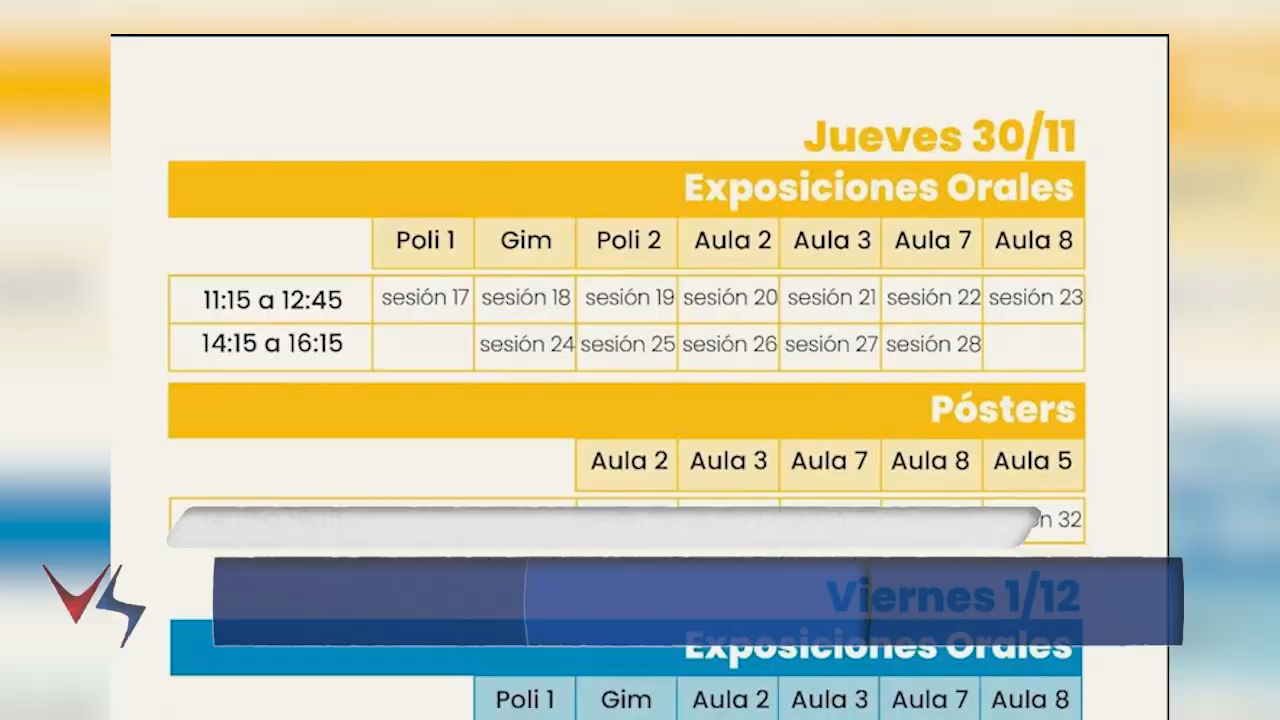 Jueves 30/11
Exposiciones Orales
Poli 1 Gim Poli 2 Aula 2 Aula 3 Aula 7 Aula 8
11:15 a 12:45 sesión 17 sesión 18 sesión 19 sesión 20 sesión 21 sesión 22 sesión 23
14:15 a 16:15 sesión 24 sesión 25 sesión 26 sesión 27 sesión 28
Pósters
Aula 2 Aula 3 Aula 7 Aula 8 Aula 5
32
VS
Viernes 1/12
Exposiciones Orales
Poli 1 Gim Aula 2 Aula 3 Aula 7 Aula 8